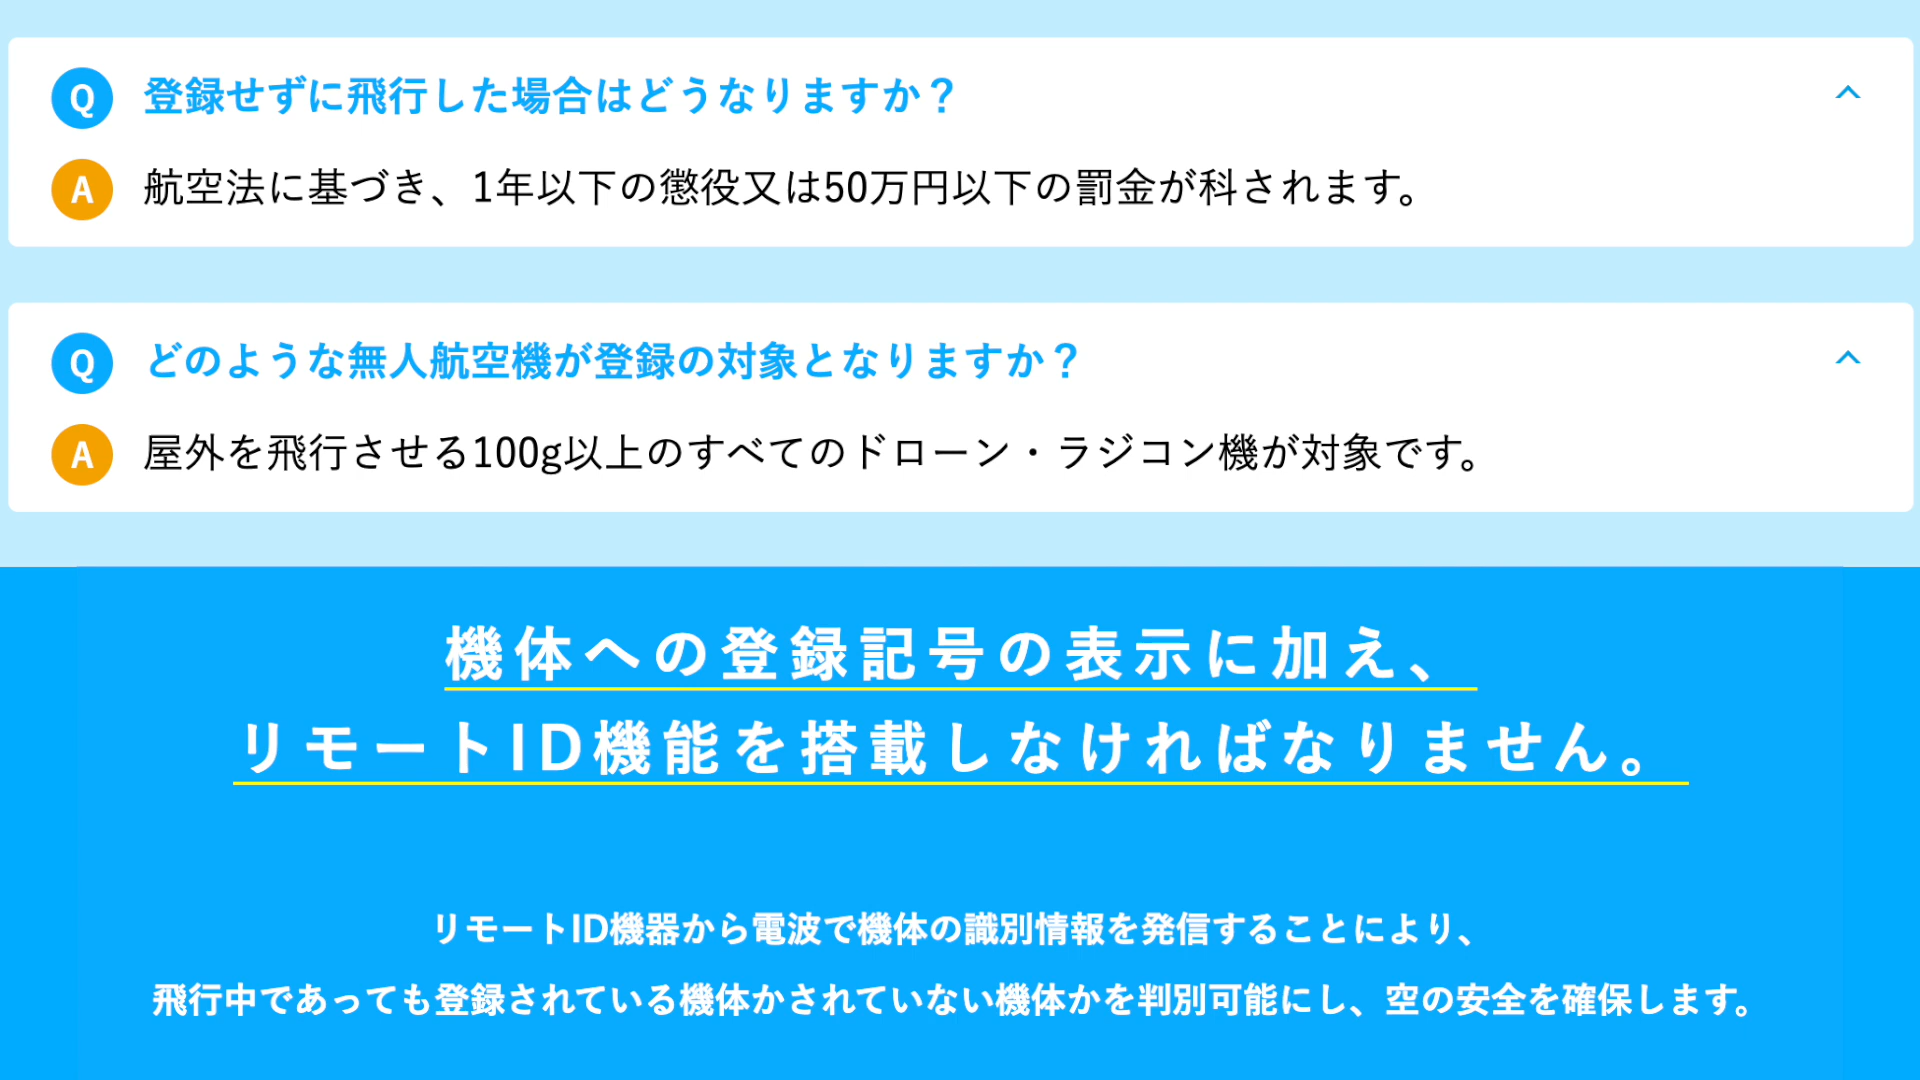 Q 登録せずに飛行した場合はどうなりますか？
A 航空法に基づき、1年以下の懲役又は50万円以下の罰金が科されます。
Q どのような無人航空機が登録の対象となりますか？
A 屋外を飛行させる100g以上のすべてのドローン・ラジコン機が対象です。
機体への登録記号の表示に加え、
リモートID機能を搭載しなければなりません。
リモートID機器から電波で機体の識別情報を発信することにより、
飛行中であっても登録されている機体かされていない機体かを判別可能にし、空の安全を確保します。